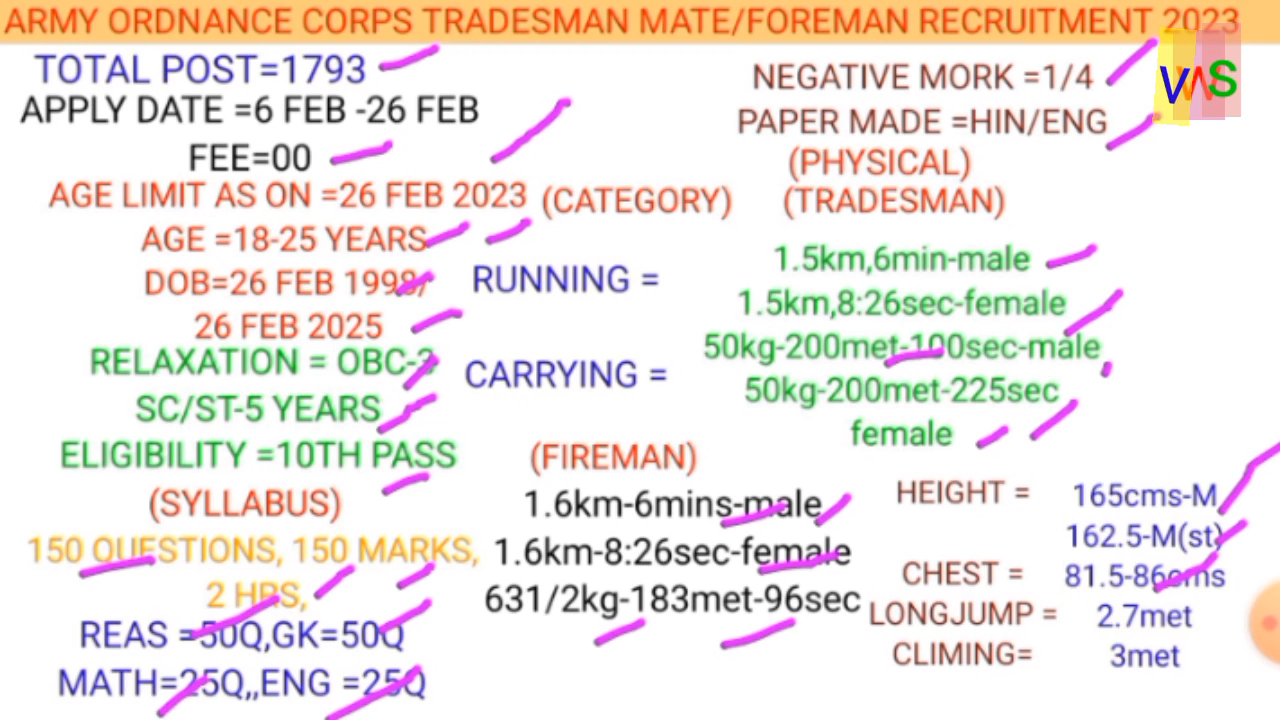 ARMY ORDNANCE CORPS TRADESMAN MATE/FOREMAN RECRUITMENT 2023
VWS
TOTAL POST=1793
APPLY DATE =6 FEB -26 FEB
FEE=00
AGE LIMIT AS ON =26 FEB 2023
AGE =18-25 YEARS
DOB=26 FEB 1998/
26 FEB 2025
RELAXATION = OBC-3
SC/ST-5 YEARS
ELIGIBILITY =10TH PASS
(SYLLABUS)
150 QUESTIONS, 150 MARKS,
2 HRS,
REAS =50Q,GK=50Q
MATH=25Q,,ENG =25Q
NEGATIVE MORK =1/4
PAPER MADE =HIN/ENG
(PHYSICAL)
(CATEGORY) (TRADESMAN)
RUNNING =
1.5km,6min-male
1.5km,8:26sec-female
CARRYING =
50kg-200met-100sec-male
50kg-200met-225sec
female
(FIREMAN)
1.6km-6mins-male
1.6km-8:26sec-female
631/2kg-183met-96sec
HEIGHT = 165cms-M
162.5-M(st)
CHEST = 81.5-86cms
LONGJUMP = 2.7met
CLIMING= 3met